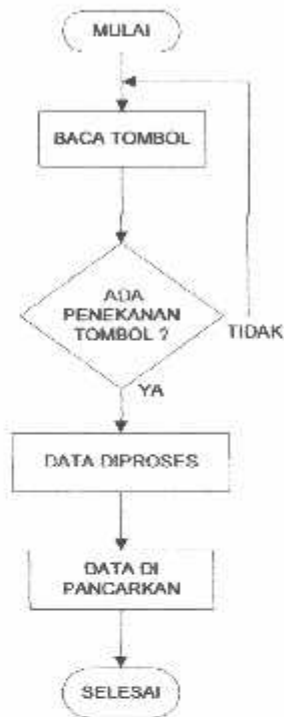 MULAI
BACA TOMBOL
ADA
PENEKANAN
TOMBOL ?
TIDAK
YA
DATA DIPROSES
DATA DI
PANCARKAN
SELESAI